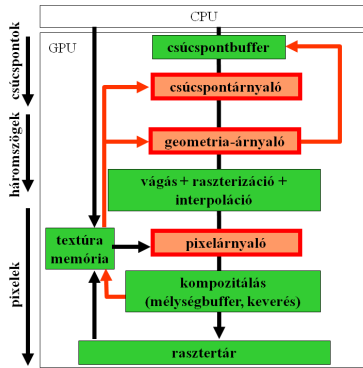 CPU
GPU
csúcspontok
csúcspontbuffer
csúcspontárnyaló
háromszögek
geometria-árnyaló
vágás + raszterizáció +
interpoláció
pixelek
textúra
memória
pixelárnyaló
kompozitálás
(mélységbuffer, keverés)
rasztertár